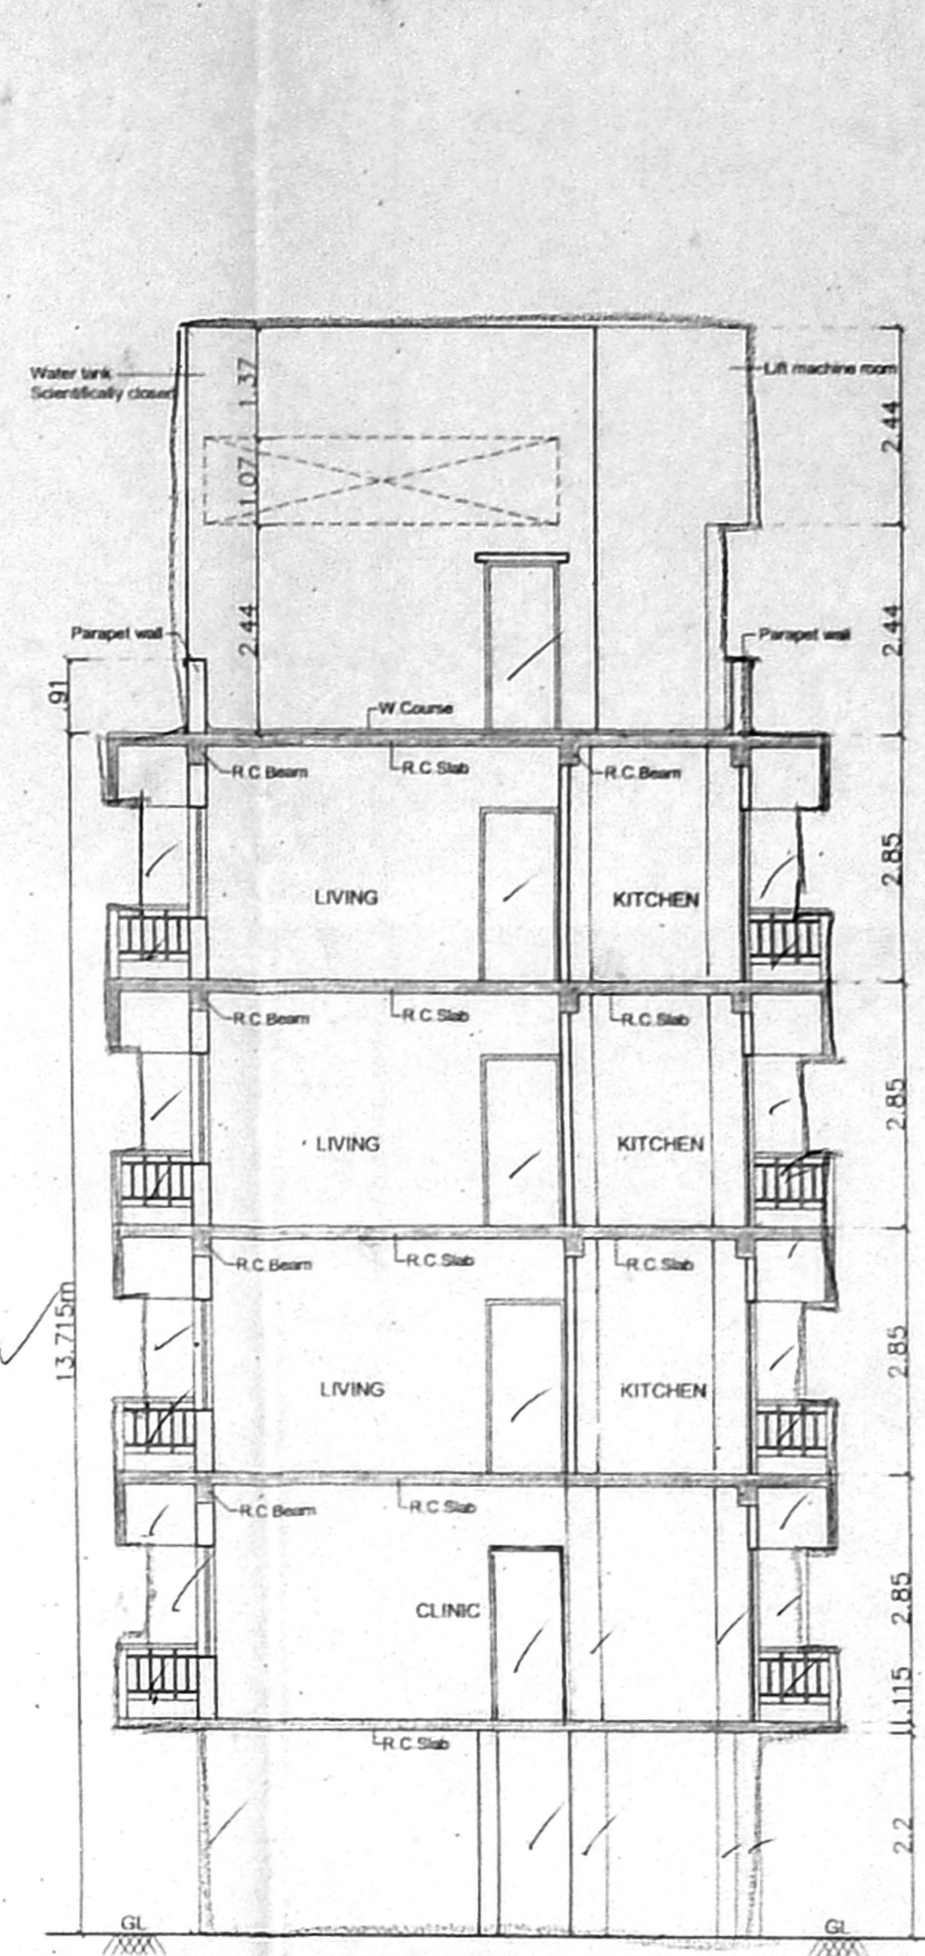 Water tank
Scientifically closed
1.37
Lift machine room
2.44
1.07
2.44
2.44
Parapet wall
Parapet wall
91
W.Course
R.C.Beam
R.C.Slab
R.C.Beam
2.85
LIVING
KITCHEN
R.C.Beam
R.C.Slab
R.C.Slab
2.85
LIVING
KITCHEN
R.C.Beam
R.C.Slab
R.C.Slab
13.715m
2.85
LIVING
KITCHEN
R.C.Beam
R.C.Slab
2.85
CLINIC
.115
R.C.Slab
2.2
GL
GL